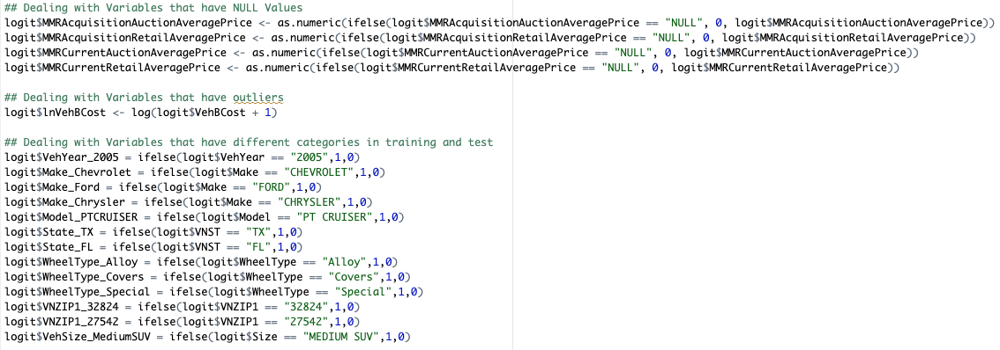 ## Dealing with Variables that have NULL Values
logit$MMRAcquisitionAuctionAveragePrice <- as.numeric(ifelse(logit$MMRAcquisitionAuctionAveragePrice == "NULL", 0, logit$MMRAcquisitionAuctionAveragePrice))
logit$MMRAcquisitionRetailAveragePrice <- as.numeric(ifelse(logit$MMRAcquisitionRetailAveragePrice == "NULL", 0, logit$MMRAcquisitionRetailAveragePrice))
logit$MMRCurrentAuctionAveragePrice <- as.numeric(ifelse(logit$MMRCurrentAuctionAveragePrice == "NULL", 0, logit$MMRCurrentAuctionAveragePrice))
logit$MMRCurrentRetailAveragePrice <- as.numeric(ifelse(logit$MMRCurrentRetailAveragePrice == "NULL", 0, logit$MMRCurrentRetailAveragePrice))
## Dealing with Variables that have outliers
logit$lnVehBCost <- log(logit$VehBCost + 1)
## Dealing with Variables that have different categories in training and test
logit$VehYear_2005 = ifelse(logit$VehYear == "2005",1,0)
logit$Make_Chevrolet = ifelse(logit$Make == "CHEVROLET",1,0)
logit$Make_Ford = ifelse(logit$Make == "FORD",1,0)
logit$Make_Chrysler = ifelse(logit$Make == "CHRYSLER",1,0)
logit$Model_PTCRUISER = ifelse(logit$Model == "PT CRUISER",1,0)
logit$State_TX = ifelse(logit$VNST == "TX",1,0)
logit$State_FL = ifelse(logit$VNST == "FL",1,0)
logit$WheelType_Alloy = ifelse(logit$WheelType == "Alloy",1,0)
logit$WheelType_Covers = ifelse(logit$WheelType == "Covers",1,0)
logit$WheelType_Special = ifelse(logit$WheelType == "Special",1,0)
logit$VNZIP1_32824 = ifelse(logit$VNZIP1 == "32824",1,0)
logit$VNZIP1_27542 = ifelse(logit$VNZIP1 == "27542",1,0)
logit$VehSize_MediumSUV = ifelse(logit$Size == "MEDIUM SUV",1,0)